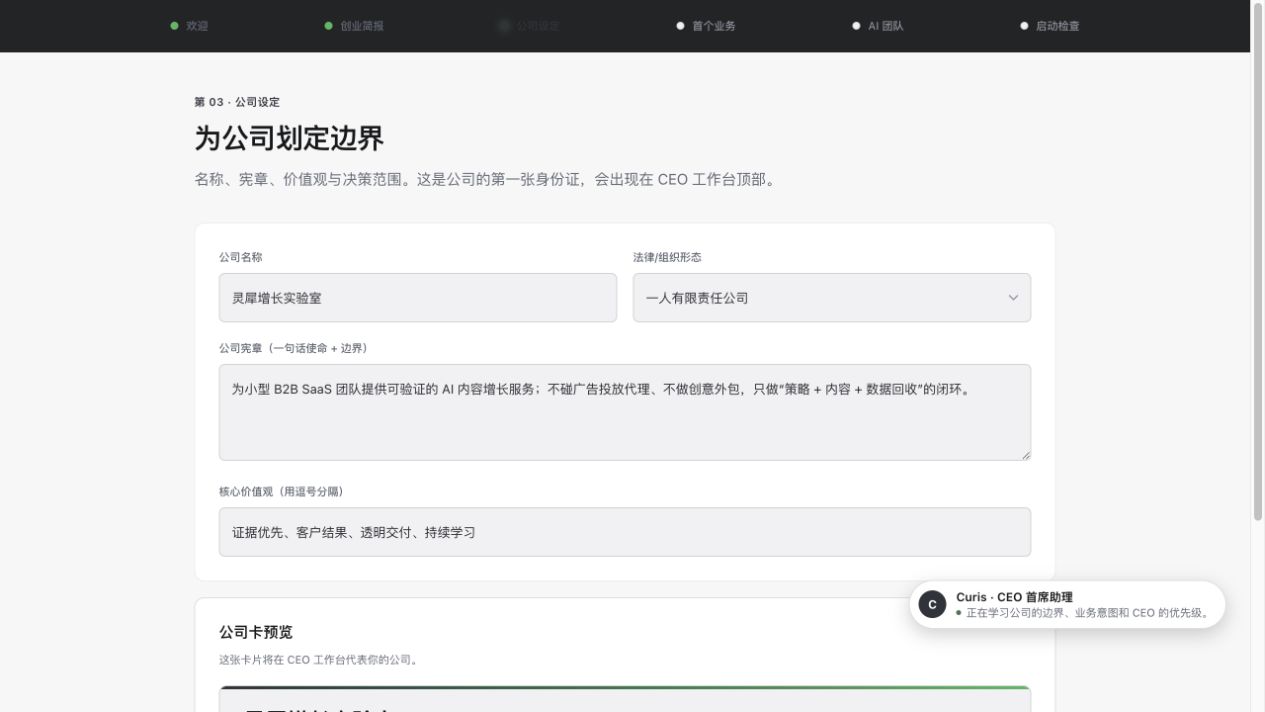 欢迎
创业简报
公司设定
首个业务
AI 团队
启动检查
第 03 · 公司设定
为公司划定边界
名称、宪章、价值观与决策范围。这是公司的第一张身份证，会出现在 CEO 工作台顶部。
公司名称
法律/组织形态
灵犀增长实验室
一人有限责任公司
公司宪章（一句话使命 + 边界）
为小型 B2B SaaS 团队提供可验证的 AI 内容增长服务；不碰广告投放代理、不做创意外包，只做“策略 + 内容 + 数据回收”的闭环。
核心价值观（用逗号分隔）
证据优先、客户结果、透明交付、持续学习
C
Curis · CEO 首席助理
正在学习公司的边界、业务意图和 CEO 的优先级。
公司卡预览
这张卡片将在 CEO 工作台代表你的公司。